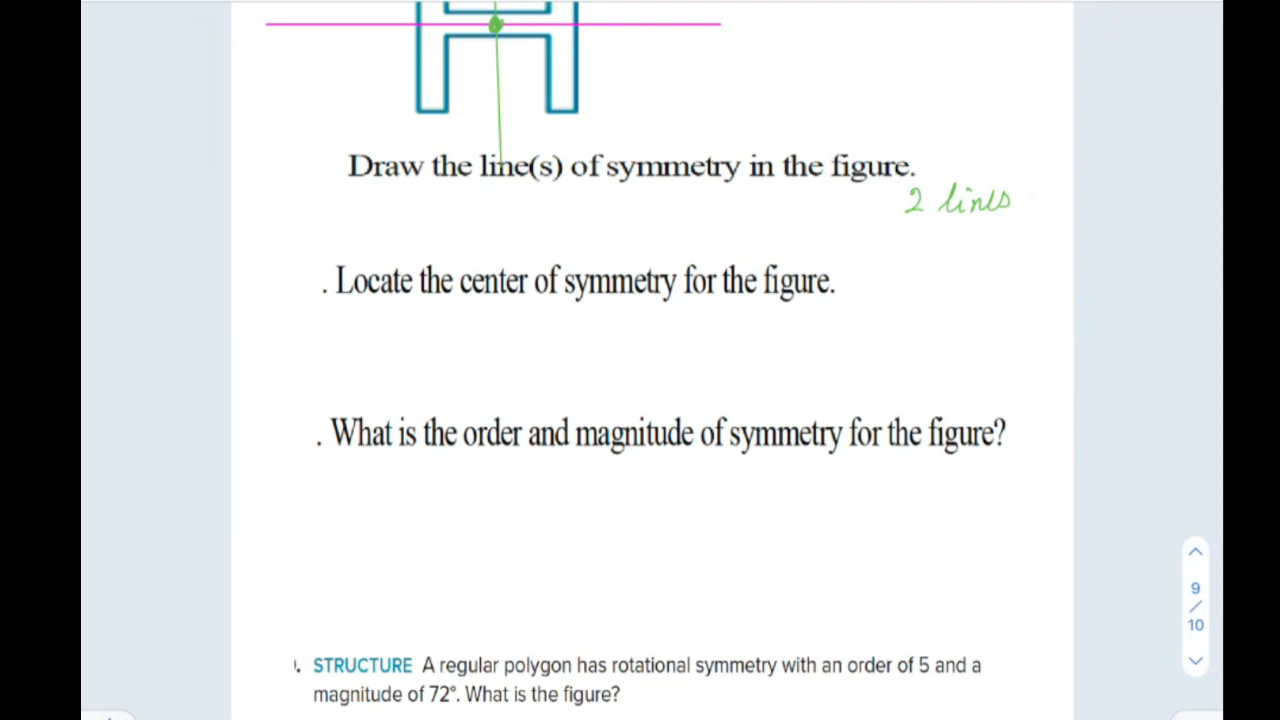 Draw the line(s) of symmetry in the figure.
2 lines
. Locate the center of symmetry for the figure.
. What is the order and magnitude of symmetry for the figure?
9
/
10
. STRUCTURE A regular polygon has rotational symmetry with an order of 5 and a
magnitude of 72°. What is the figure?